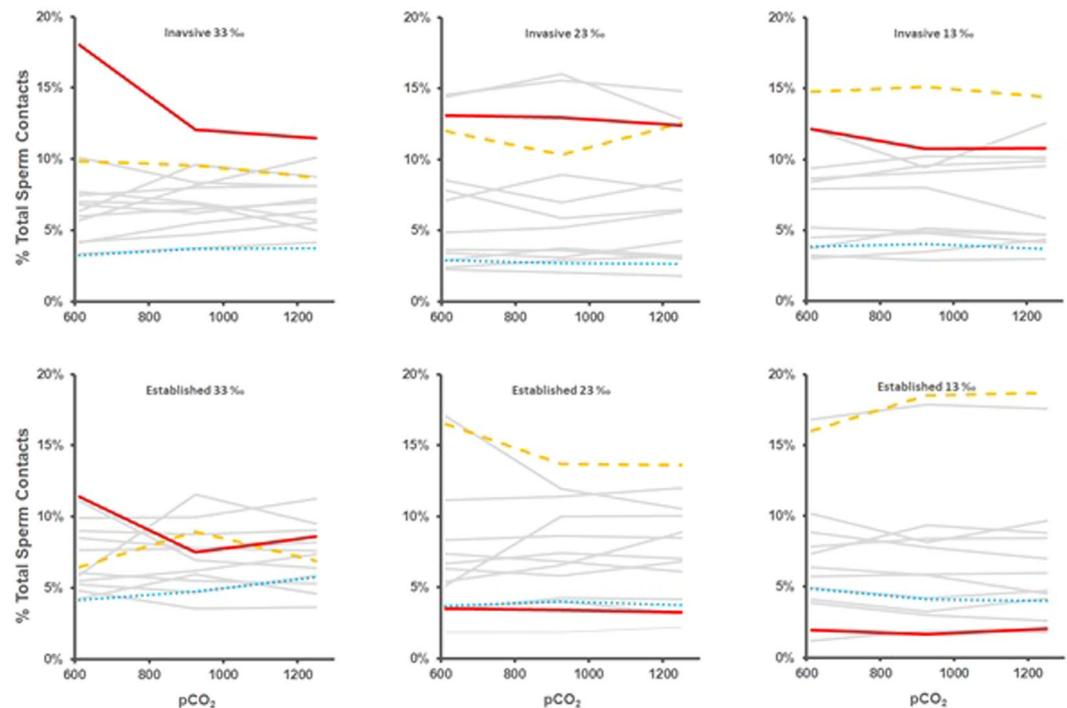 20%
Inavsive 33 ‰
15%
10%
5%
0%
600 800 1000 1200
% Total Sperm Contacts
20%
Invasive 23 ‰
15%
10%
5%
0%
600 800 1000 1200
20%
Invasive 13 ‰
15%
10%
5%
0%
600 800 1000 1200
20%
Established 33 ‰
15%
10%
5%
0%
600 800 1000 1200
% Total Sperm Contacts
pCO₂
20%
Established 23 ‰
15%
10%
5%
0%
600 800 1000 1200
pCO₂
20%
Established 13 ‰
15%
10%
5%
0%
600 800 1000 1200
pCO₂